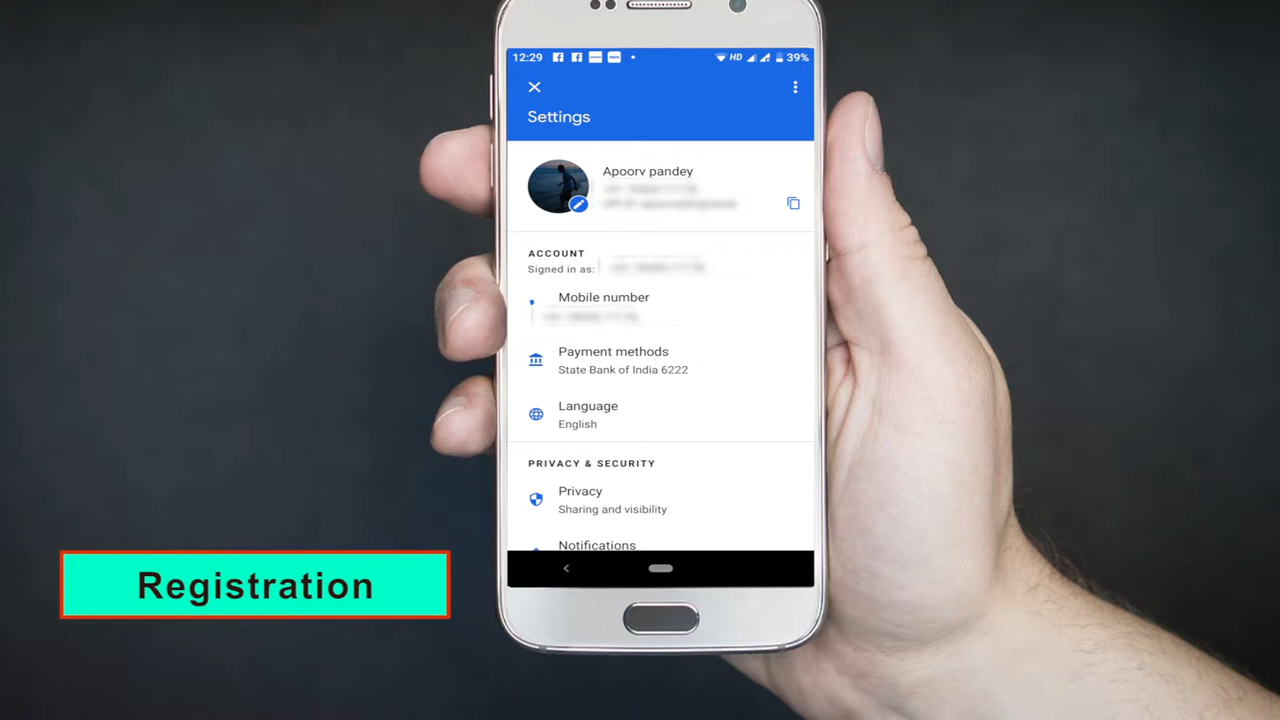 12:29
HD
39%
Settings
Apoorv pandey
ACCOUNT
Signed in as:
Mobile number
Payment methods
State Bank of India 6222
Language
English
PRIVACY & SECURITY
Privacy
Sharing and visibility
Notifications
Registration